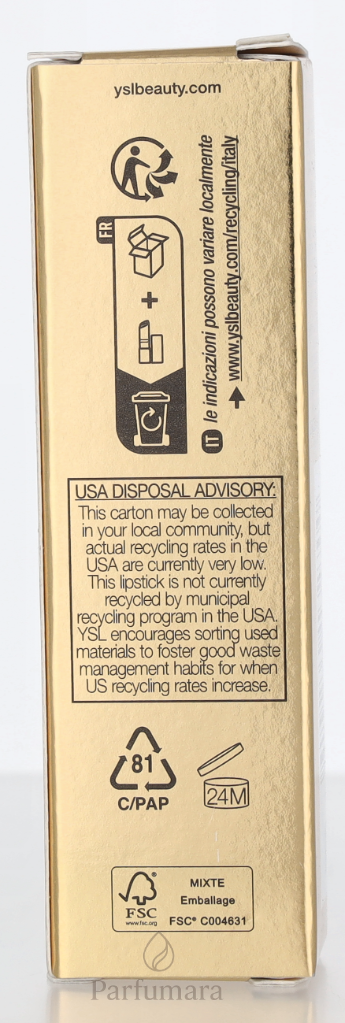 yslbeauty.com
FR
+
IT le indicazioni possono variare localmente
www.yslbeauty.com/recycling/italy
USA DISPOSAL ADVISORY:
This carton may be collected
in your local community, but
actual recycling rates in the
USA are currently very low.
This lipstick is not currently
recycled by municipal
recycling program in the USA.
YSL encourages sorting used
materials to foster good waste
management habits for when
US recycling rates increase.
81
C/PAP
24M
FSC®
www.fsc.org
MIXTE
Emballage
FSC® C004631
Parfumara